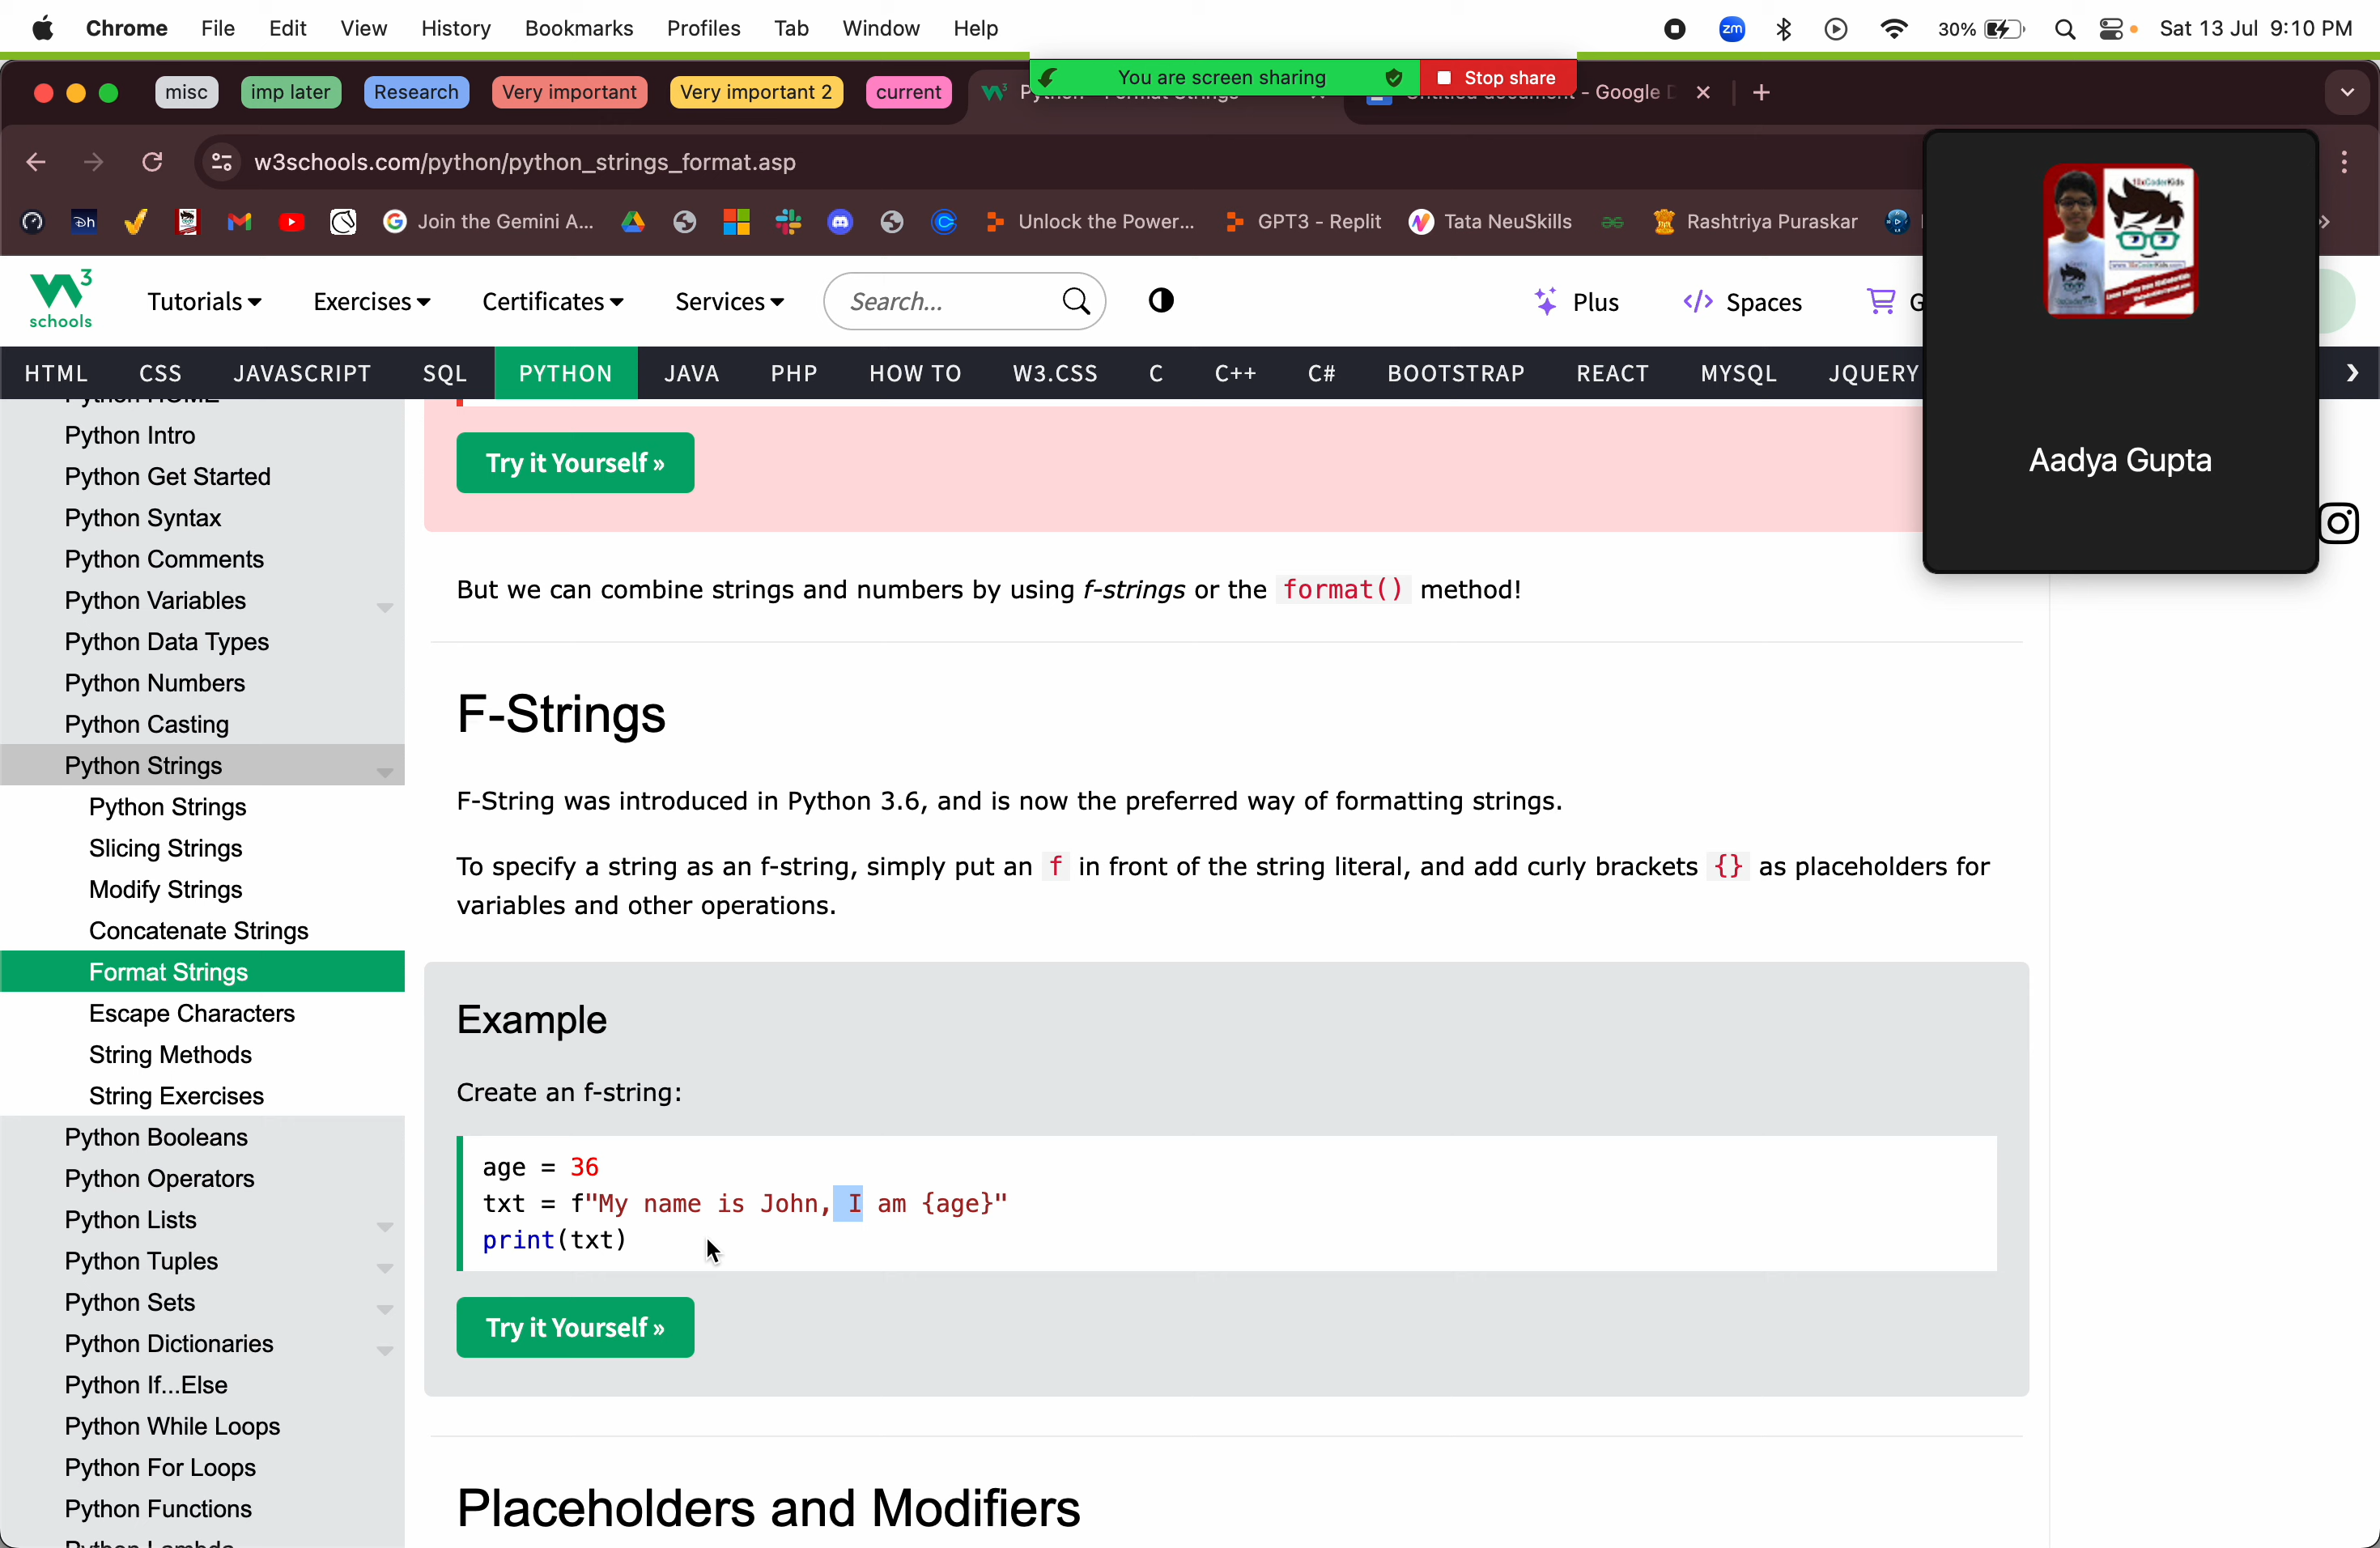 Chrome File Edit View History Bookmarks Profiles Tab Window Help
zm 30% Sat 13 Jul 9:10 PM
You are screen sharing Stop share
misc imp later Research Very important Very important 2 current - Google
w3schools.com/python/python_strings_format.asp
Join the Gemini A... Unlock the Power... GPT3 - Replit Tata NeuSkills Rashtriya Puraskar
W3 schools Tutorials Exercises Certificates Services Search... Plus Spaces
HTML CSS JAVASCRIPT SQL PYTHON JAVA PHP HOW TO W3.CSS C C++ C# BOOTSTRAP REACT MYSQL JQUERY
Aadya Gupta
Python Intro
Python Get Started
Python Syntax
Python Comments
Python Variables
Python Data Types
Python Numbers
Python Casting
Python Strings
Python Strings
Slicing Strings
Modify Strings
Concatenate Strings
Format Strings
Escape Characters
String Methods
String Exercises
Python Booleans
Python Operators
Python Lists
Python Tuples
Python Sets
Python Dictionaries
Python If...Else
Python While Loops
Python For Loops
Python Functions
Try it Yourself »
But we can combine strings and numbers by using f-strings or the format() method!
F-Strings
F-String was introduced in Python 3.6, and is now the preferred way of formatting strings.
To specify a string as an f-string, simply put an f in front of the string literal, and add curly brackets {} as placeholders for
variables and other operations.
Example
Create an f-string:
age = 36
txt = f"My name is John, I am {age}"
print(txt)
Try it Yourself »
Placeholders and Modifiers